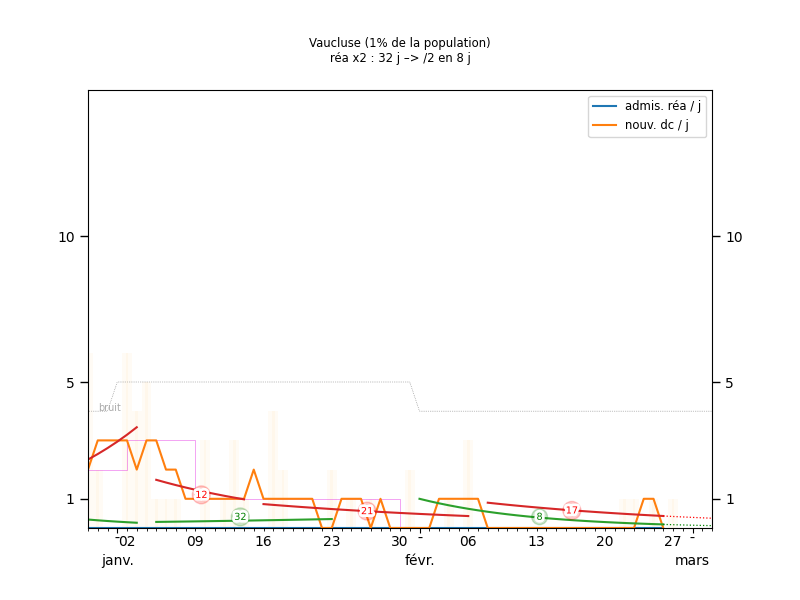 Vaucluse (1% de la population)
réa x2 : 32 j –> /2 en 8 j
admis. réa / j
nouv. dc / j
10
10
5
5
bruit
1
1
12
32
21
8
17
02
09
16
23
30
06
13
20
27
janv.
févr.
mars